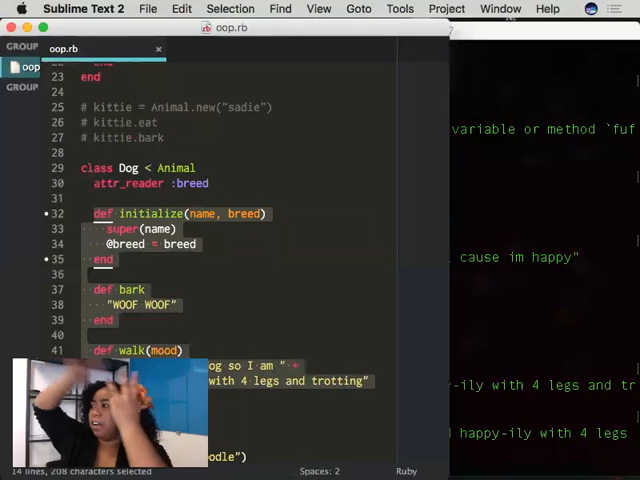 Sublime Text 2 File Edit Selection Find View Goto Tools Project Window Help
oop.rb
GROUP
oop.rb ×
oop
GROUP
22 end
23 end
24
25 # kittie = Animal.new("sadie")
26 # kittie.eat
27 # kittie.bark
28
29 class Dog < Animal
30 attr_reader :breed
31
32 def initialize(name, breed)
33 super(name)
34 @breed = breed
35 end
36
37 def bark
38 "WOOF WOOF"
39 end
40
41 def walk(mood)
og so I am " +
with 4 legs and trotting"
dle")
14 lines, 208 characters selected Spaces: 2 Ruby
variable or method `fuf
cause im happy"
-ily with 4 legs and tr
happy-ily with 4 legs